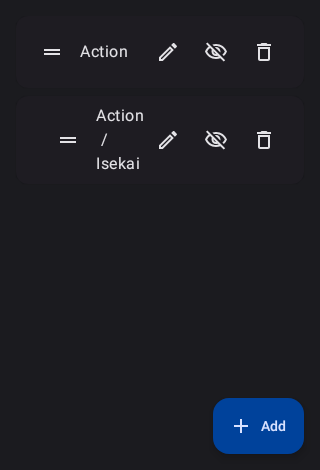 Action
Action
/
Isekai
Add